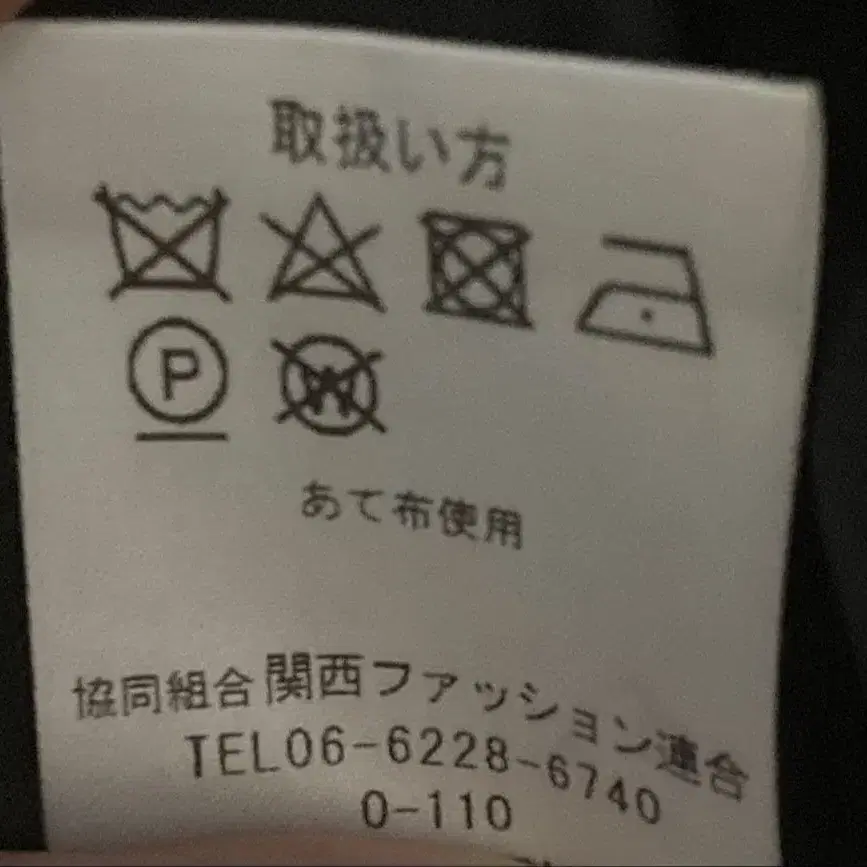 取扱い方
P W
あて布使用
協同組合関西ファッション連合
TEL06-6228-6740
0-110